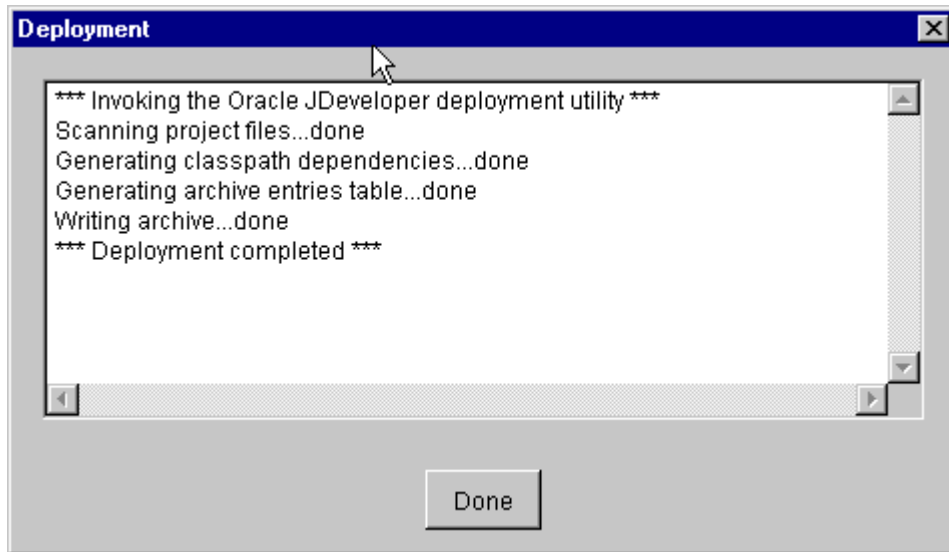 Deployment
*** Invoking the Oracle JDeveloper deployment utility ***
Scanning project files...done
Generating classpath dependencies...done
Generating archive entries table...done
Writing archive...done
*** Deployment completed ***
Done